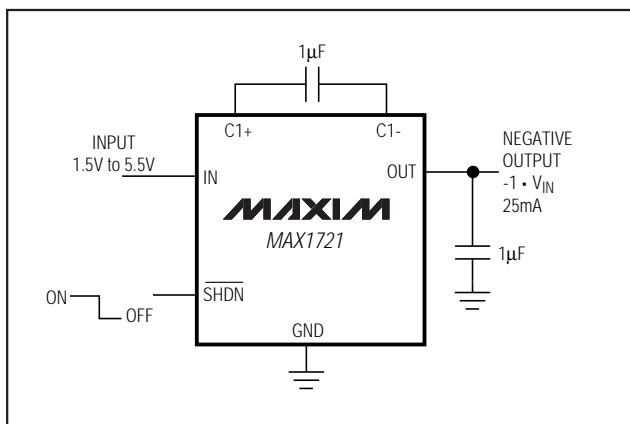 1μF
C1+
C1-
INPUT
1.5V to 5.5V
IN
OUT
NEGATIVE
OUTPUT
-1 • VIN
25mA
MAXIM
MAX1721
1μF
ON
OFF
SHDN
GND